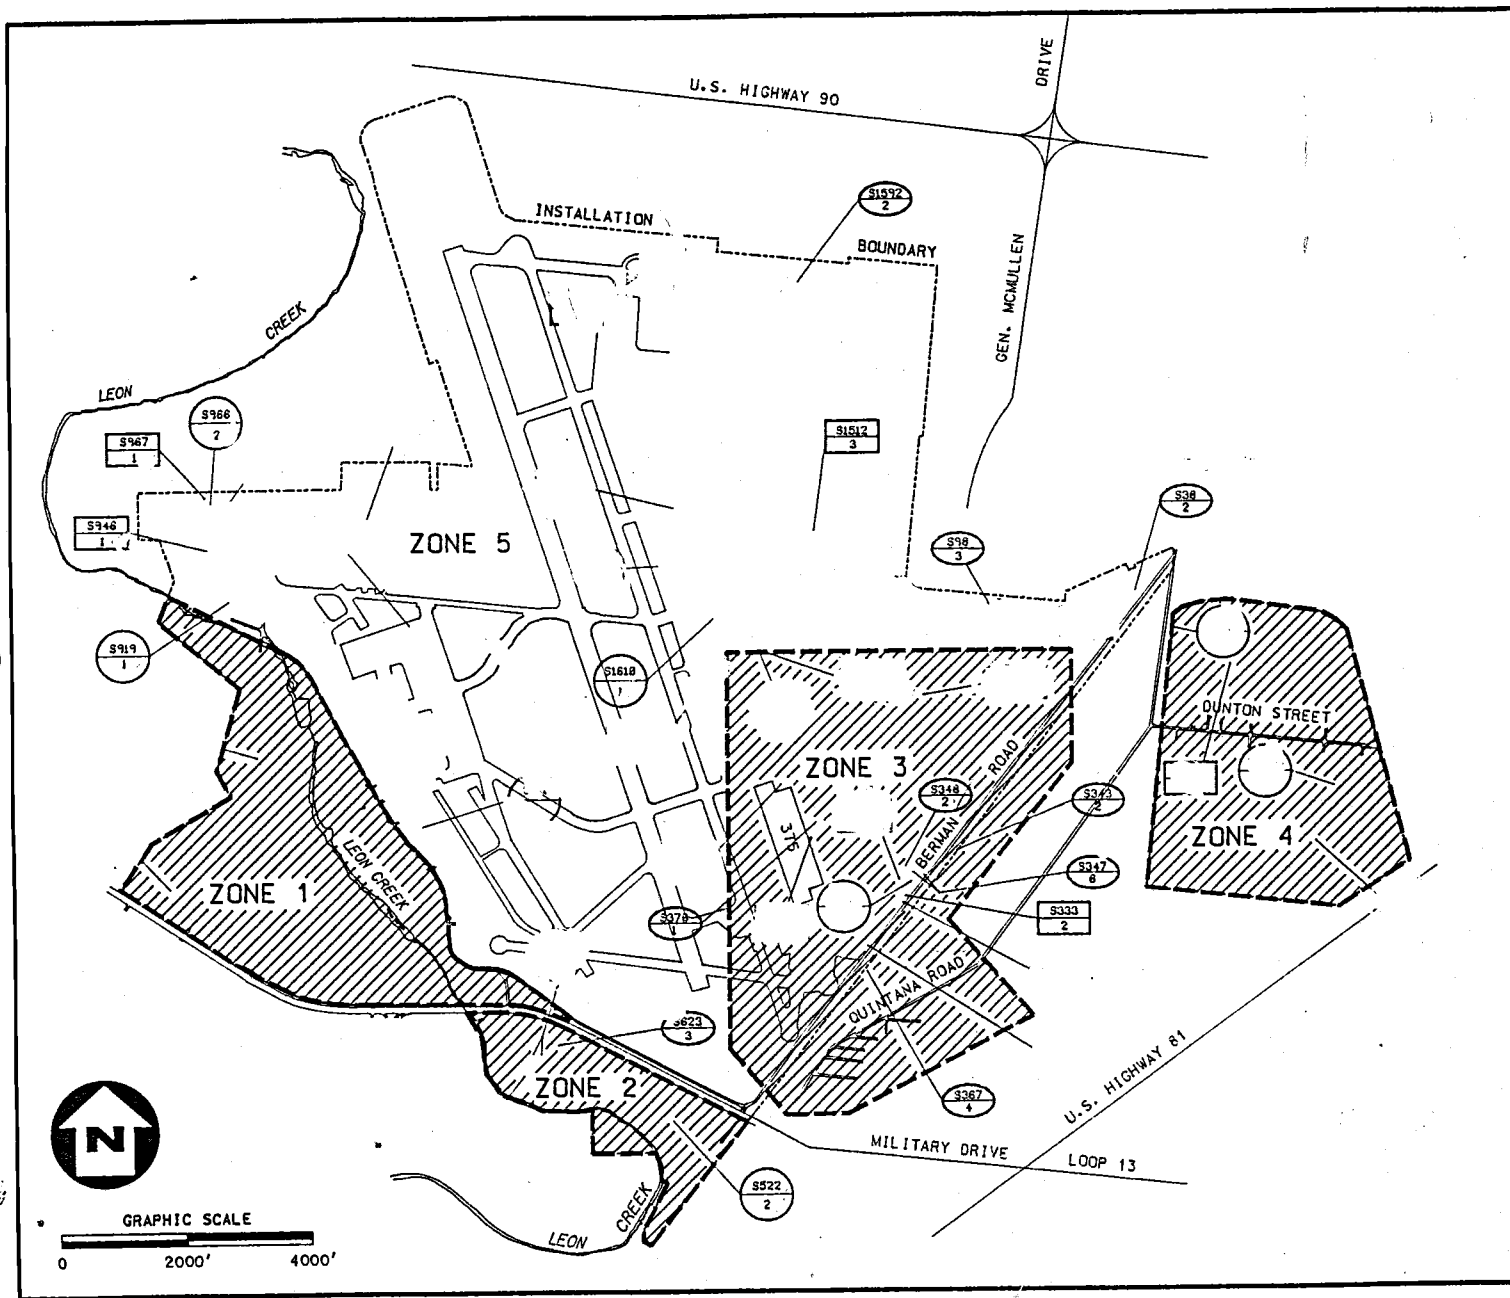 DRIVE
U.S. HIGHWAY 90
S1592
2
INSTALLATION
BOUNDARY
GEN. MCMULLEN
CREEK
LEON
S966
2
S967
1
S1512
3
S38
2
S946
1
ZONE 5
S98
3
S919
1
S1610
1
DUNTON STREET
ZONE 3
ROAD
BERMAN
S348
2
S343
2
375
ZONE 4
LEON CREEK
ZONE 1
S347
6
S376
1
S333
2
QUINTANA ROAD
S623
3
ZONE 2
S367
4
U.S. HIGHWAY 81
N
MILITARY DRIVE
LOOP 13
S522
2
CREEK
LEON
GRAPHIC SCALE
0
2000'
4000'